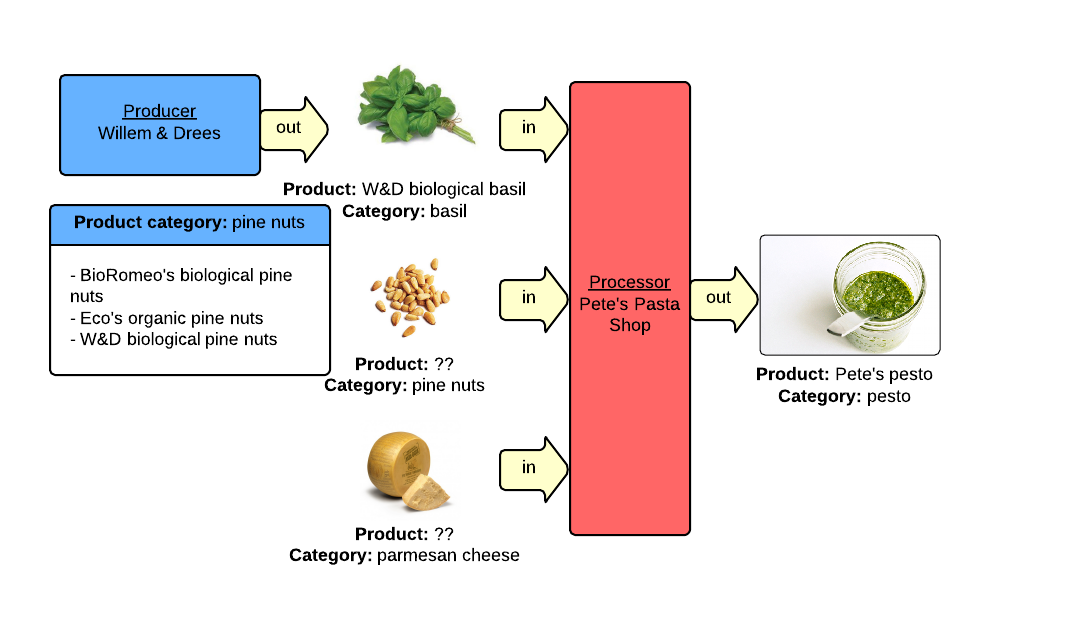 Producer
Willem & Drees
out
in
Product: W&D biological basil
Category: basil
Product category: pine nuts
- BioRomeo's biological pine
nuts
- Eco's organic pine nuts
- W&D biological pine nuts
in
Product: ??
Category: pine nuts
in
Product: ??
Category: parmesan cheese
Processor
Pete's Pasta
Shop
out
Product: Pete's pesto
Category: pesto